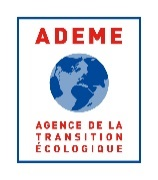 ADEME
AGENCE DE LA
TRANSITION
ÉCOLOGIQUE